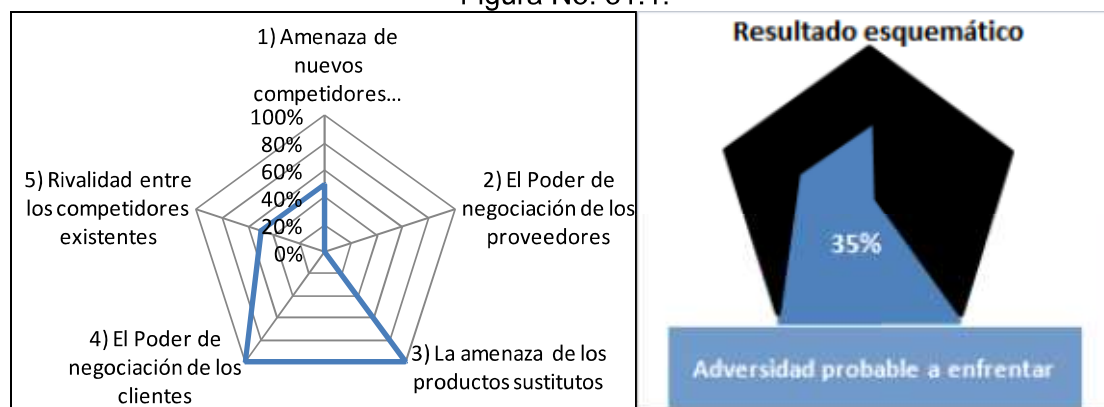 1) Amenaza de
nuevos
competidores...
100%
80%
60%
40%
20%
0%
2) El Poder de
negociación de los
proveedores
3) La amenaza de los
productos sustitutos
4) El Poder de
negociación de los
clientes
5) Rivalidad entre
los competidores
existentes
Resultado esquemático
35%
Adversidad probable a enfrentar